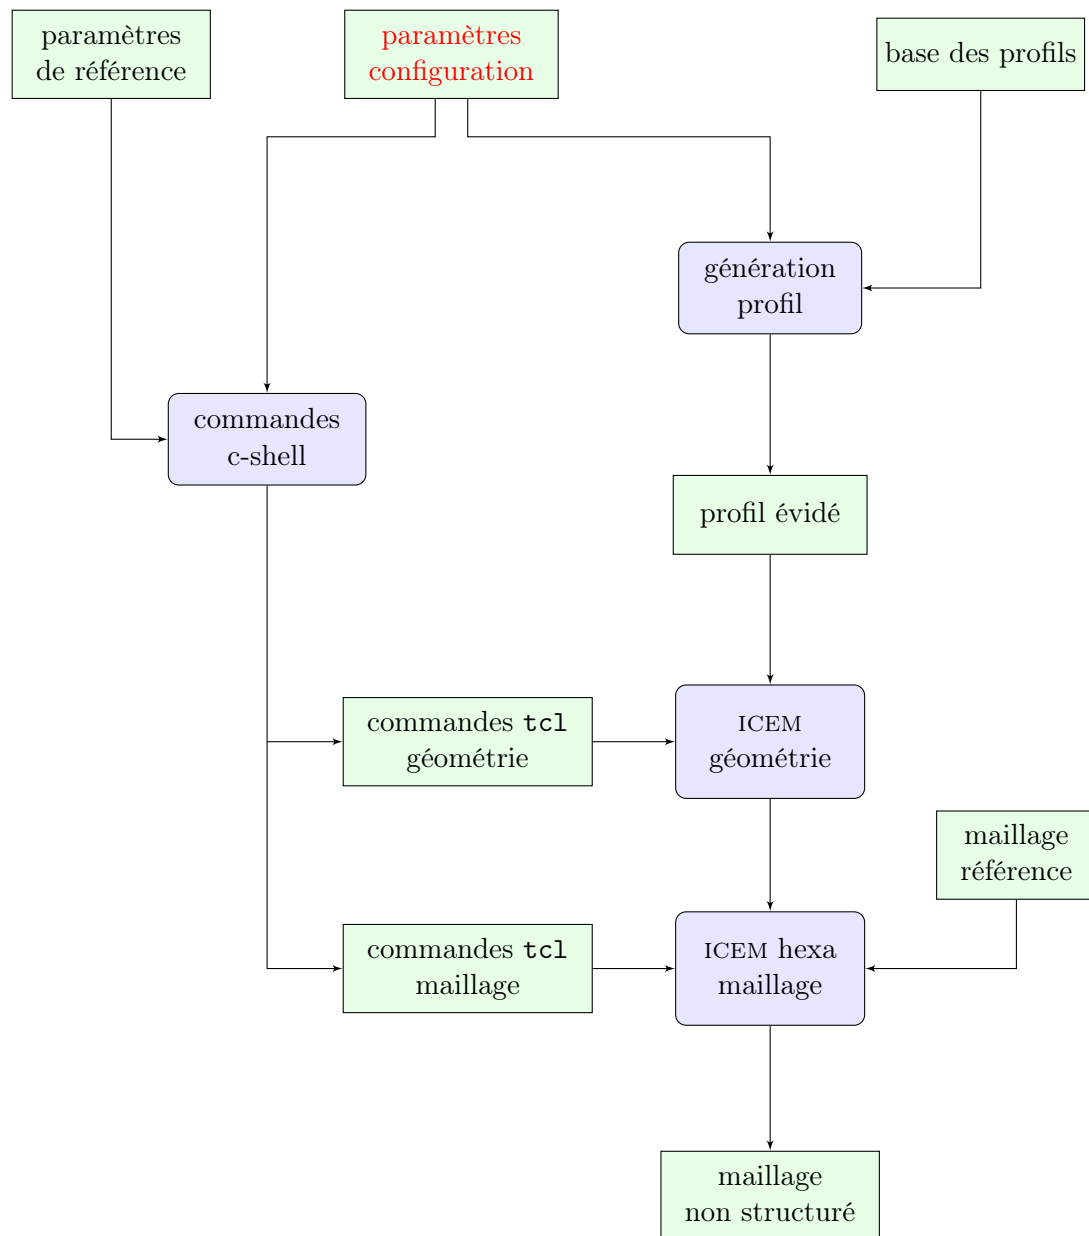 paramètres
de référence
paramètres
configuration
base des profils
génération
profil
commandes
c-shell
profil évidé
commandes tcl
géométrie
ICEM
géométrie
maillage
référence
commandes tcl
maillage
ICEM hexa
maillage
maillage
non structuré